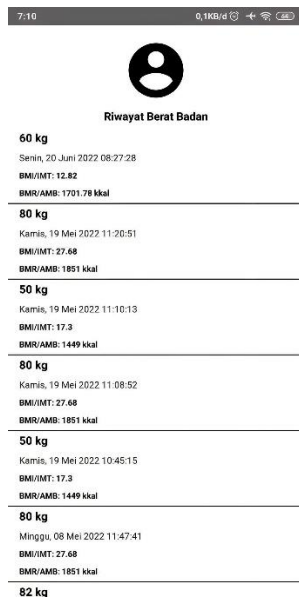 7:10 0,1KB/d 66
Riwayat Berat Badan
60 kg
Senin, 20 Juni 2022 08:27:28
BMI/IMT: 12.82
BMR/AMB: 1701.78 kkal
80 kg
Kamis, 19 Mei 2022 11:20:51
BMI/IMT: 27.68
BMR/AMB: 1851 kkal
50 kg
Kamis, 19 Mei 2022 11:10:13
BMI/IMT: 17.3
BMR/AMB: 1449 kkal
80 kg
Kamis, 19 Mei 2022 11:08:52
BMI/IMT: 27.68
BMR/AMB: 1851 kkal
50 kg
Kamis, 19 Mei 2022 10:45:15
BMI/IMT: 17.3
BMR/AMB: 1449 kkal
80 kg
Minggu, 08 Mei 2022 11:47:41
BMI/IMT: 27.68
BMR/AMB: 1851 kkal
82 kg